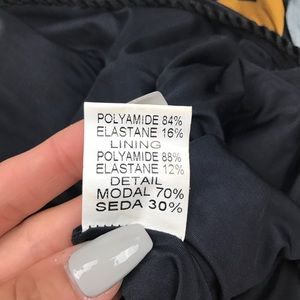 POLYAMIDE 84%
ELASTANE 16%
LINING
POLYAMIDE 88%
ELASTANE 12%
DETAIL
MODAL 70%
SEDA 30%